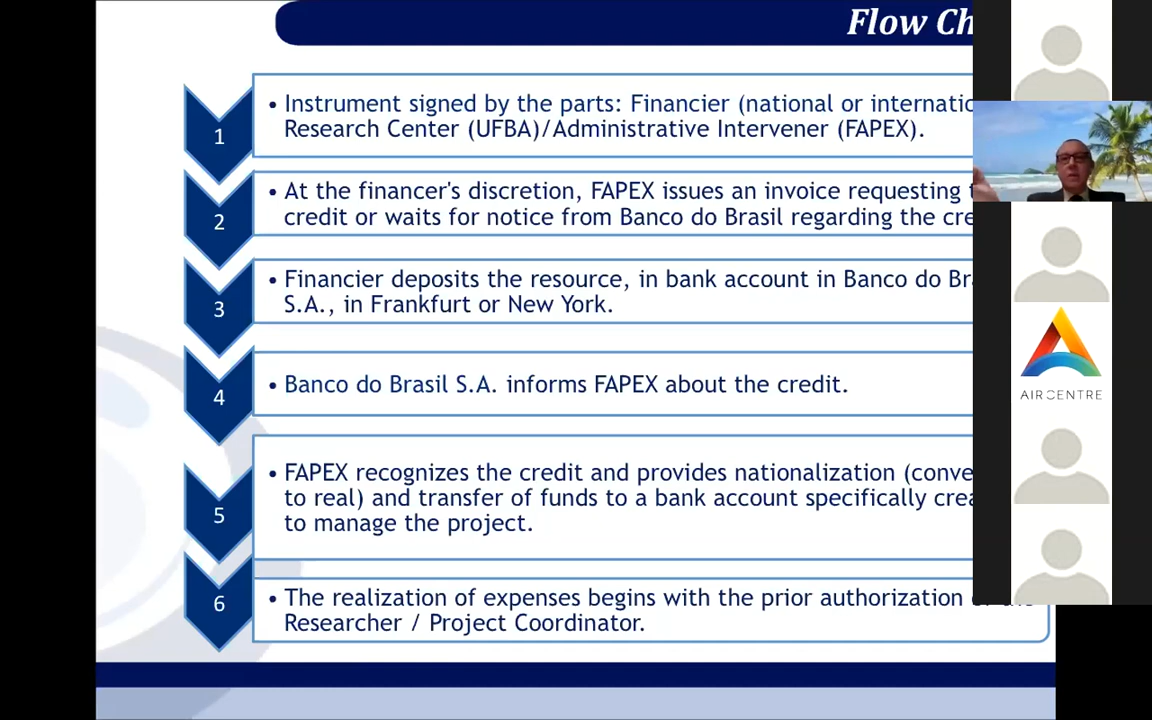 Flow Ch
1
• Instrument signed by the parts: Financier (national or internatic
Research Center (UFBA)/Administrative Intervener (FAPEX).
2
• At the financer's discretion, FAPEX issues an invoice requesting
credit or waits for notice from Banco do Brasil regarding the cre
3
• Financier deposits the resource, in bank account in Banco do Br
S.A., in Frankfurt or New York.
4
• Banco do Brasil S.A. informs FAPEX about the credit.
5
• FAPEX recognizes the credit and provides nationalization (conve
to real) and transfer of funds to a bank account specifically crea
to manage the project.
6
• The realization of expenses begins with the prior authorization
Researcher / Project Coordinator.
AIR CENTRE